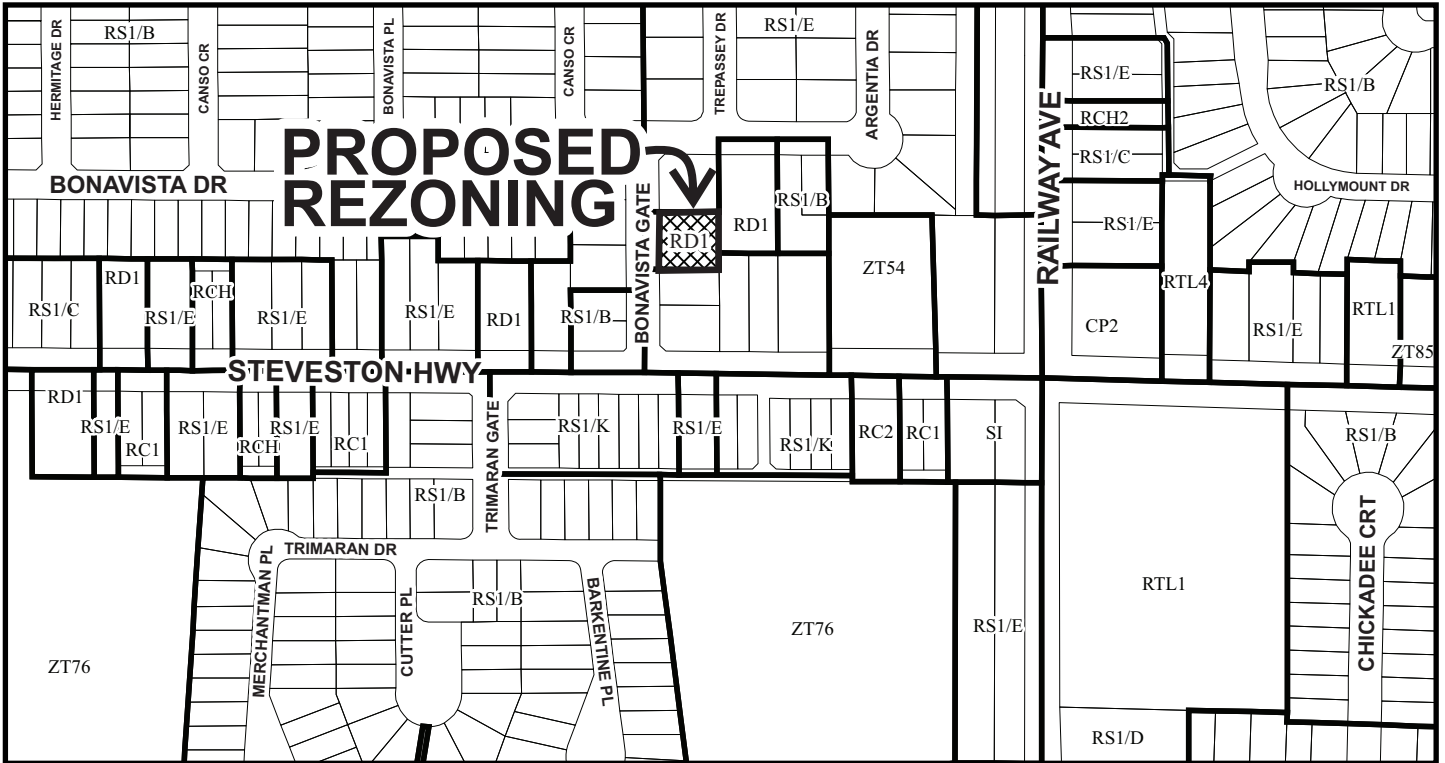 HERMITAGE DR
RS1/B
CANSO CR
BONAVISTA PL
CANSO CR
TREPASSEY DR
RS1/E
ARGENTIA DR
RAILWAY AVE
RS1/E
RCH2
RS1/C
RS1/E
RS1/B
HOLLYMOUNT DR
PROPOSED
REZONING
BONAVISTA DR
BONAVISTA GATE
RD1
RD1
RS1/B
ZT54
CP2
RTL4
RS1/E
RTL1
ZT85
RS1/C
RD1
RS1/E
RCH
RS1/E
RS1/E
RD1
RS1/B
STEVESTON HWY
RD1
RS1/E
RC1
RS1/E
RCH
RS1/E
RC1
TRIMARAN GATE
RS1/K
RS1/E
RS1/K
RC2
RC1
SI
RS1/B
RS1/B
TRIMARAN DR
MERCHANTMAN PL
CUTTER PL
RS1/B
BARKENTINE PL
ZT76
ZT76
RS1/E
RTL1
CHICKADEE CRT
RS1/D